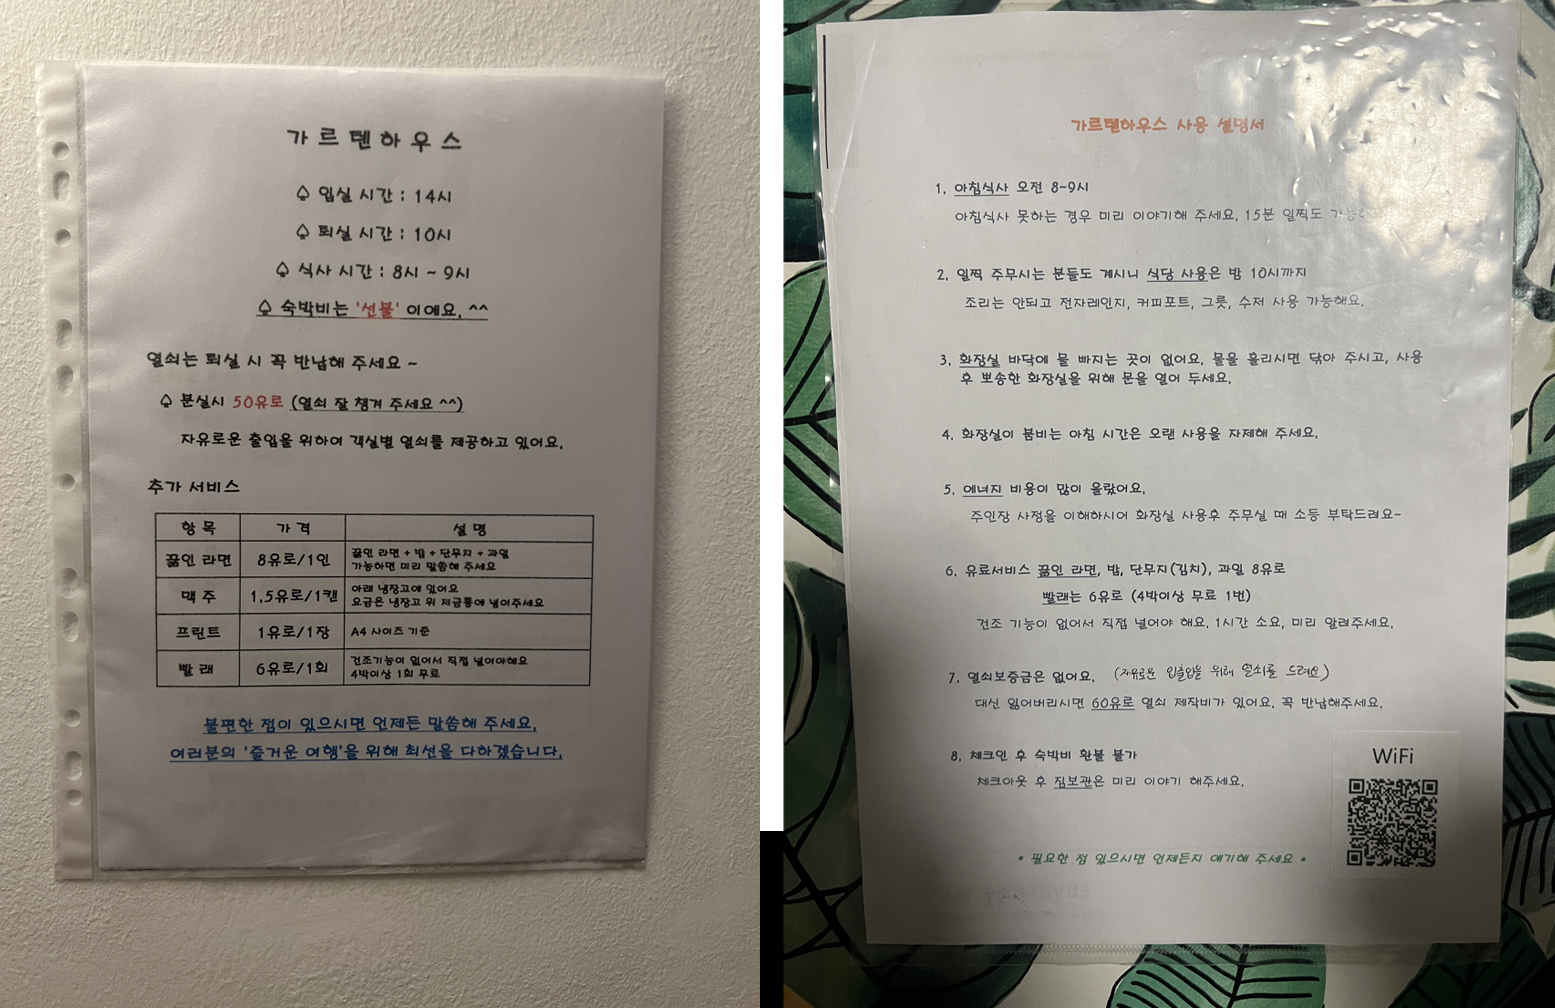 가르텐하우스
♤ 입실 시간 : 14시
♤ 퇴실 시간 : 10시
♤ 식사 시간 : 8시 ~ 9시
♤ 숙박비는 '선불' 이에요. ^^
열쇠는 퇴실 시 꼭 반납해 주세요 ~
♤ 분실시 50유로 (열쇠 잘 챙겨 주세요 ^^)
자유로운 출입을 위하여 객실별 열쇠를 제공하고 있어요.
추가 서비스
항 목 가 격 설 명
끓인 라면 8유로/1인 끓인 라면 + 밥 + 단무지 + 과일
가능하면 미리 말씀해 주세요
맥 주 1.5유로/1캔 아래 냉장고에 있어요
요금은 냉장고 위 저금통에 넣어주세요
프린트 1유로/1장 A4 사이즈 기준
빨 래 6유로/1회 건조기능이 없어서 직접 널어야해요
4박이상 1회 무료
불편한 점이 있으시면 언제든 말씀해 주세요.
여러분의 '즐거운 여행'을 위해 최선을 다하겠습니다.
가르텐하우스 사용 설명서
1. 아침식사 오전 8~9시
아침식사 못하는 경우 미리 이야기해 주세요. 15분 일찍도
2. 일찍 주무시는 분들도 계시니 식당 사용은 밤 10시까지
조리는 안되고 전자레인지, 커피포트, 그릇, 수저 사용 가능해요.
3. 화장실 바닥에 물 빠지는 곳이 없어요. 물을 흘리시면 닦아 주시고, 사용
후 뽀송한 화장실을 위해 문을 열어 두세요.
4. 화장실이 붐비는 아침 시간은 오랜 사용을 자제해 주세요.
5. 에너지 비용이 많이 올랐어요.
주인장 사정을 이해하시어 화장실 사용후 주무실 때 소등 부탁드려요~
6. 유료서비스 끓인 라면, 밥, 단무지(김치), 과일 8유로
빨래는 6유로 (4박이상 무료 1번)
건조 기능이 없어서 직접 널어야 해요. 1시간 소요, 미리 알려주세요.
7. 열쇠보증금은 없어요. (자유로운 입출입을 위해 열쇠를 드려요)
대신 잃어버리시면 60유로 열쇠 제작비가 있어요. 꼭 반납해주세요.
8. 체크인 후 숙박비 환불 불가
체크아웃 후 짐보관은 미리 이야기 해주세요.
WiFi
• 필요한 점 있으시면 언제든지 얘기해 주세요 •